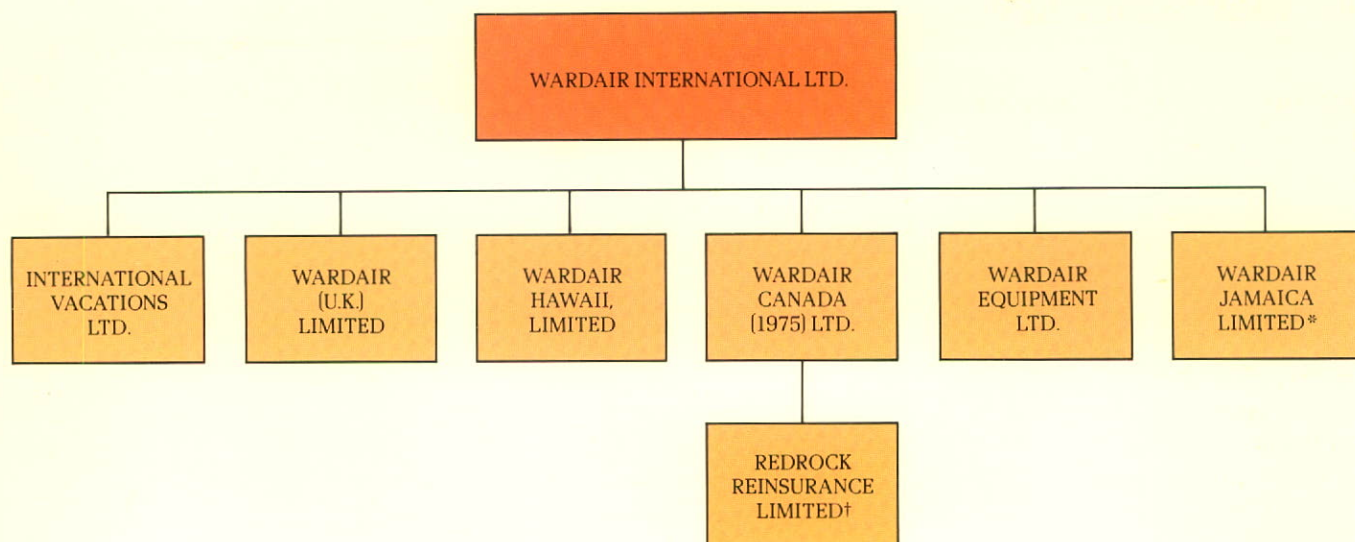 WARDAIR INTERNATIONAL LTD.
INTERNATIONAL
VACATIONS
LTD.
WARDAIR
(U.K.)
LIMITED
WARDAIR
HAWAII,
LIMITED
WARDAIR
CANADA
(1975) LTD.
WARDAIR
EQUIPMENT
LTD.
WARDAIR
JAMAICA
LIMITED*
REDROCK
REINSURANCE
LIMITED†